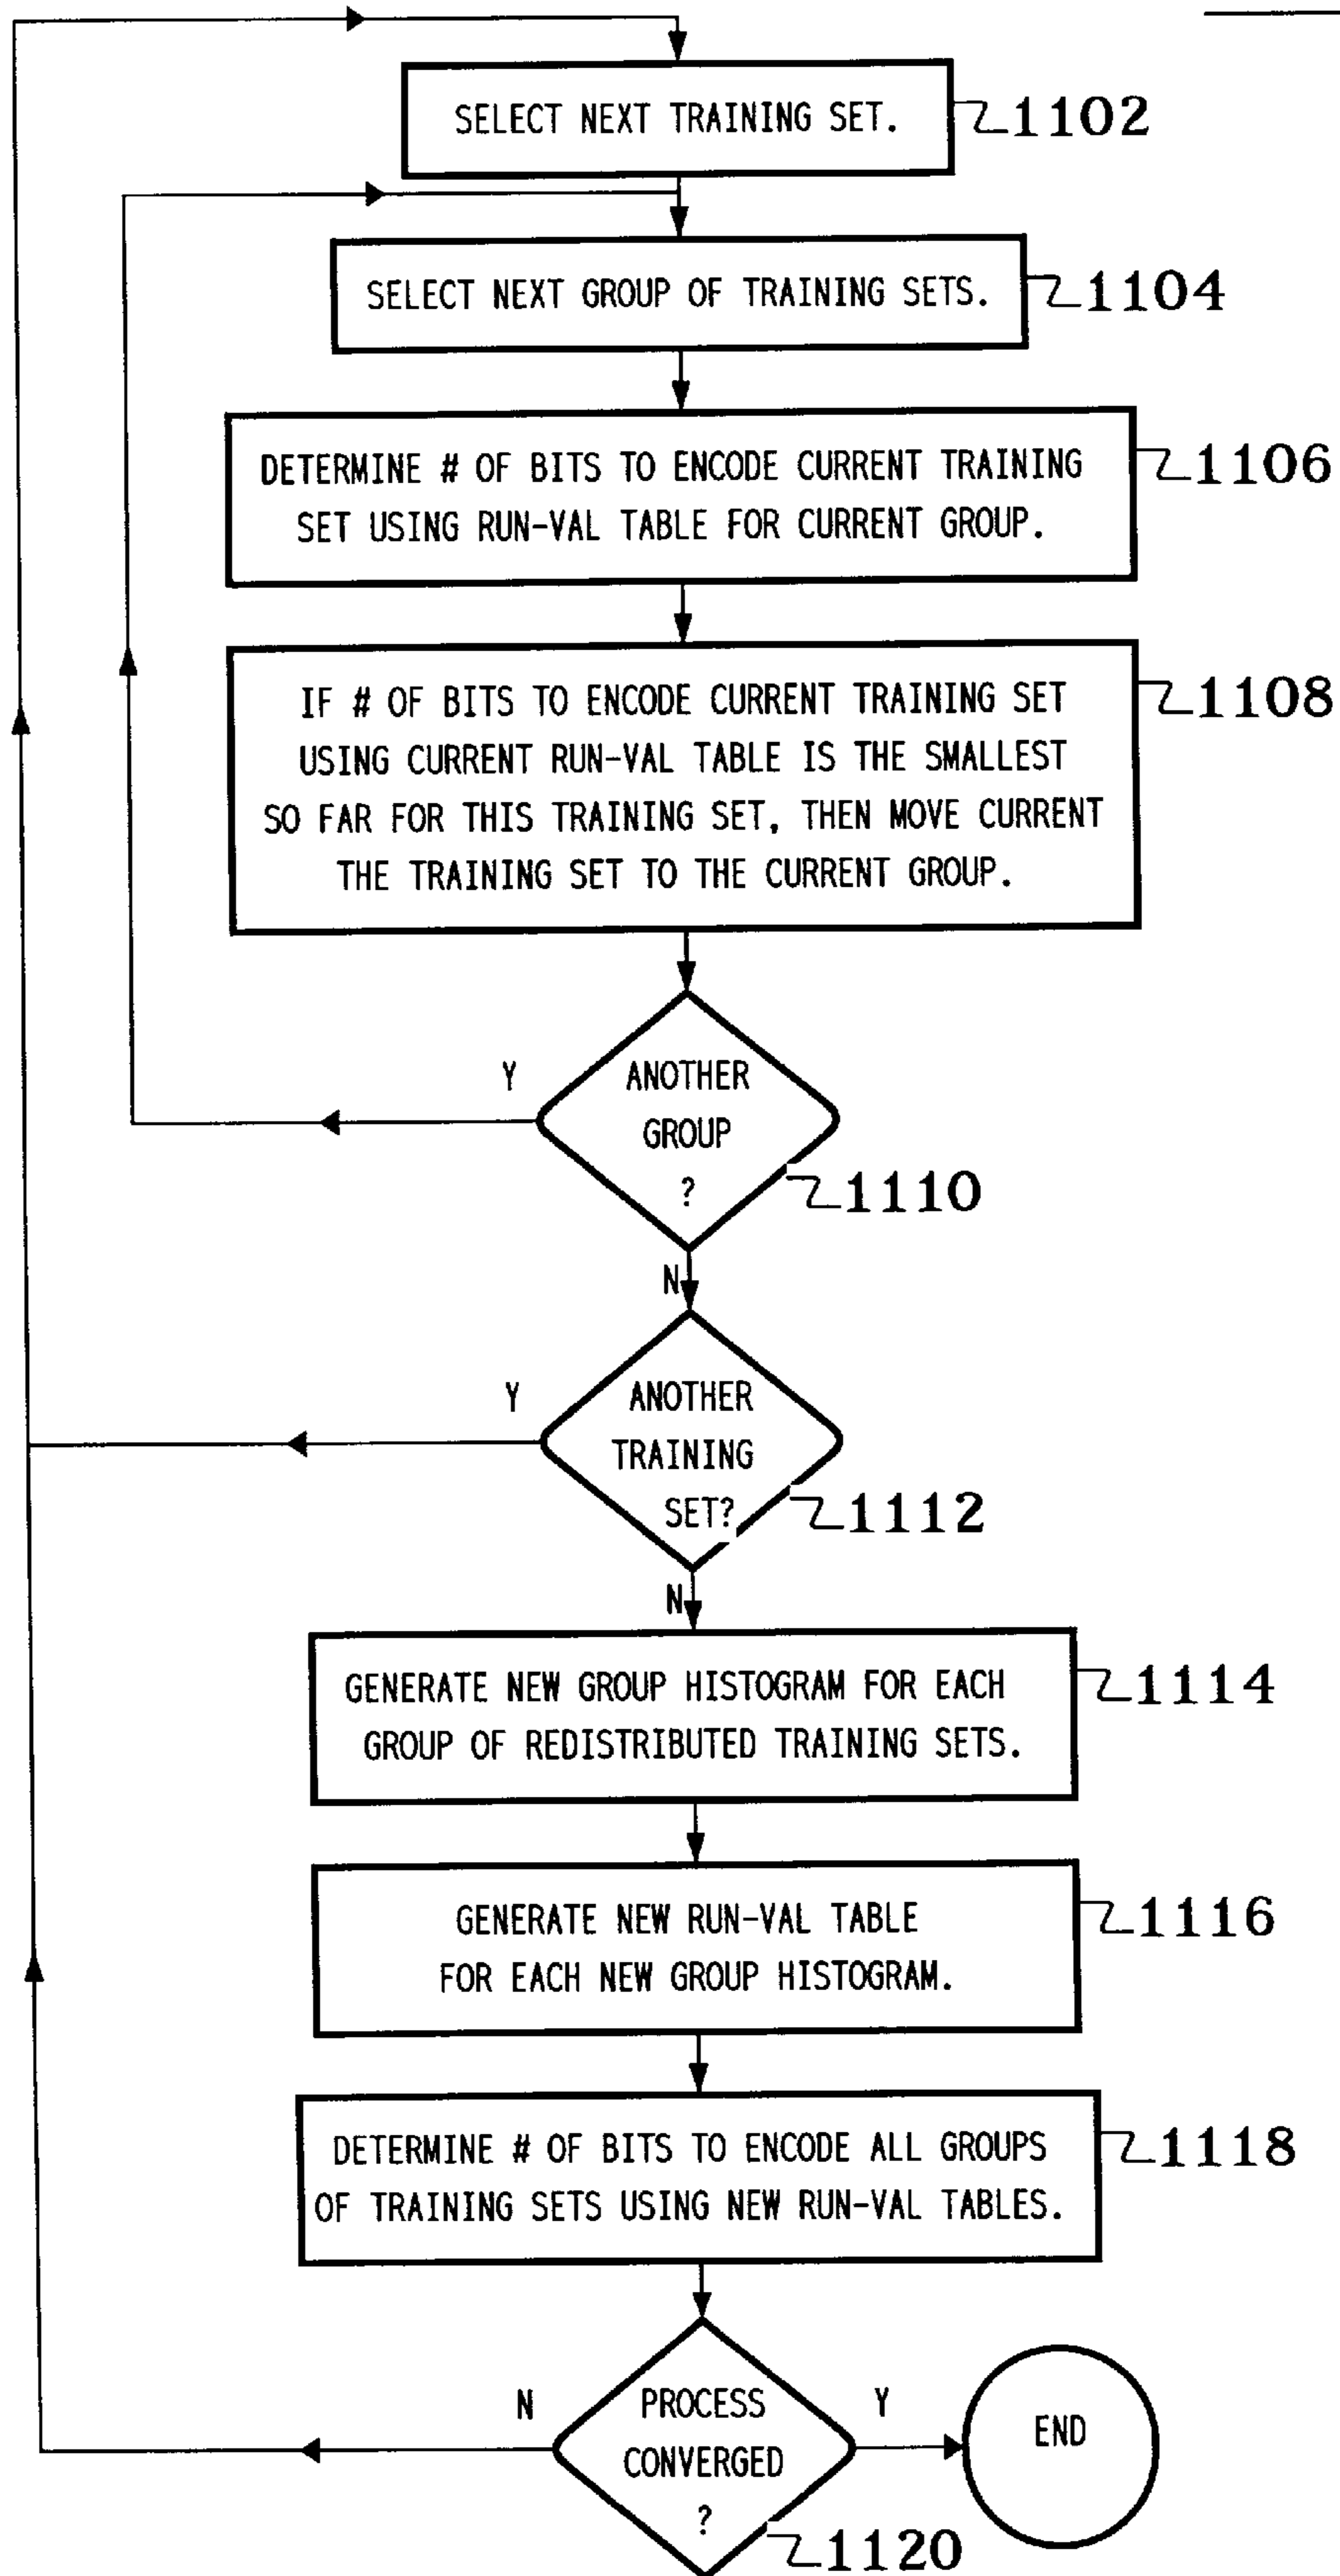 SELECT NEXT TRAINING SET.
1102
SELECT NEXT GROUP OF TRAINING SETS.
1104
DETERMINE # OF BITS TO ENCODE CURRENT TRAINING
SET USING RUN-VAL TABLE FOR CURRENT GROUP.
1106
IF # OF BITS TO ENCODE CURRENT TRAINING SET
USING CURRENT RUN-VAL TABLE IS THE SMALLEST
SO FAR FOR THIS TRAINING SET, THEN MOVE CURRENT
THE TRAINING SET TO THE CURRENT GROUP.
1108
Y
ANOTHER
GROUP
?
1110
N
Y
ANOTHER
TRAINING
SET?
1112
N
GENERATE NEW GROUP HISTOGRAM FOR EACH
GROUP OF REDISTRIBUTED TRAINING SETS.
1114
GENERATE NEW RUN-VAL TABLE
FOR EACH NEW GROUP HISTOGRAM.
1116
DETERMINE # OF BITS TO ENCODE ALL GROUPS
OF TRAINING SETS USING NEW RUN-VAL TABLES.
1118
N
PROCESS
CONVERGED
?
1120
Y
END